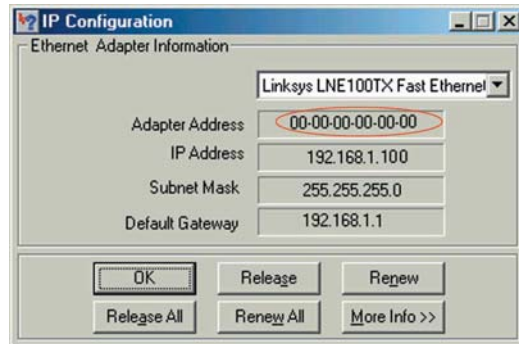 IP Configuration
Ethernet Adapter Information
Linksys LNE100TX Fast Ethernet
Adapter Address 00-00-00-00-00-00
IP Address 192.168.1.100
Subnet Mask 255.255.255.0
Default Gateway 192.168.1.1
OK Release Renew
Release All Renew All More Info >>